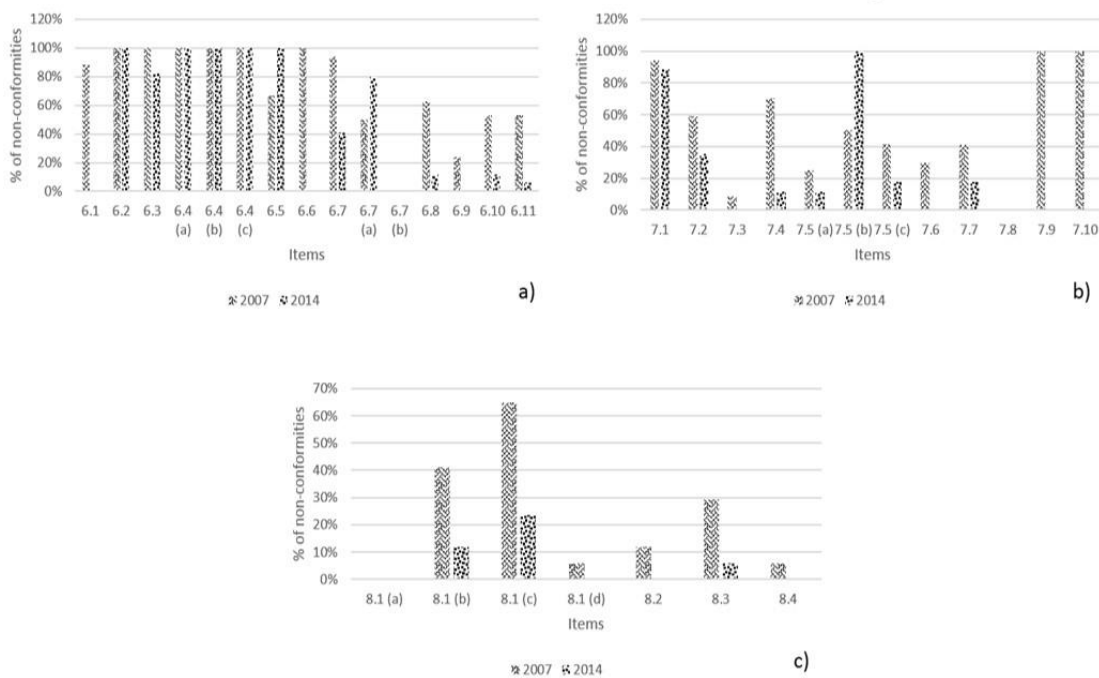 120%
100%
80%
60%
40%
20%
0%
% of non-conformities
6.1 6.2 6.3 6.4 6.4 6.4 6.5 6.6 6.7 6.7 6.7 6.8 6.9 6.10 6.11
(a) (b) (c) (a) (b)
Items
2007 2014
a)
120%
100%
80%
60%
40%
20%
0%
% of non-conformities
7.1 7.2 7.3 7.4 7.5 (a) 7.5 (b) 7.5 (c) 7.6 7.7 7.8 7.9 7.10
Items
2007 2014
b)
70%
60%
50%
40%
30%
20%
10%
0%
% of non-conformities
8.1 (a) 8.1 (b) 8.1 (c) 8.1 (d) 8.2 8.3 8.4
Items
2007 2014
c)